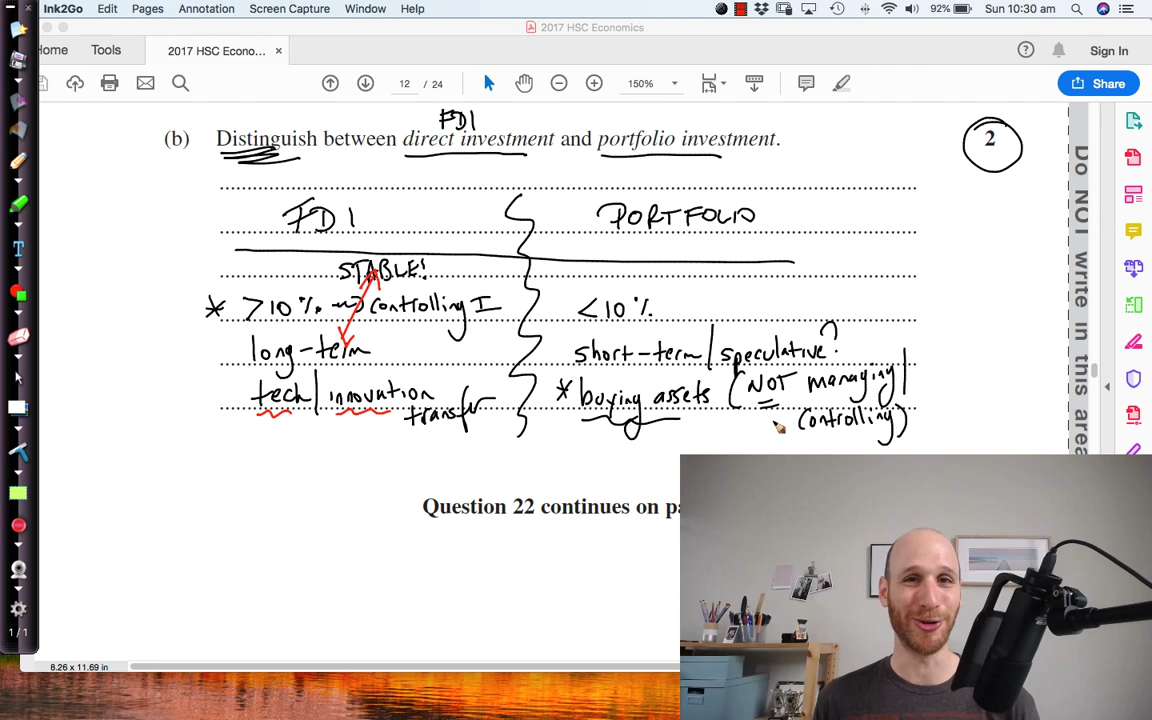 Ink2Go Edit Pages Annotation Screen Capture Window Help 92% Sun 10:30 am
2017 HSC Economics
Home Tools 2017 HSC Econo... × Sign In
12 / 24 150% Share
FDI
(b) Distinguish between direct investment and portfolio investment. 2
FDI PORTFOLIO
STABLE!
* >10% → controlling I <10%
long-term short-term / speculative?
tech / innovation transfer * buying assets (NOT managing /
controlling)
Do NOT write in this area
Question 22 continues on pa
1/1
8.26 x 11.69 in